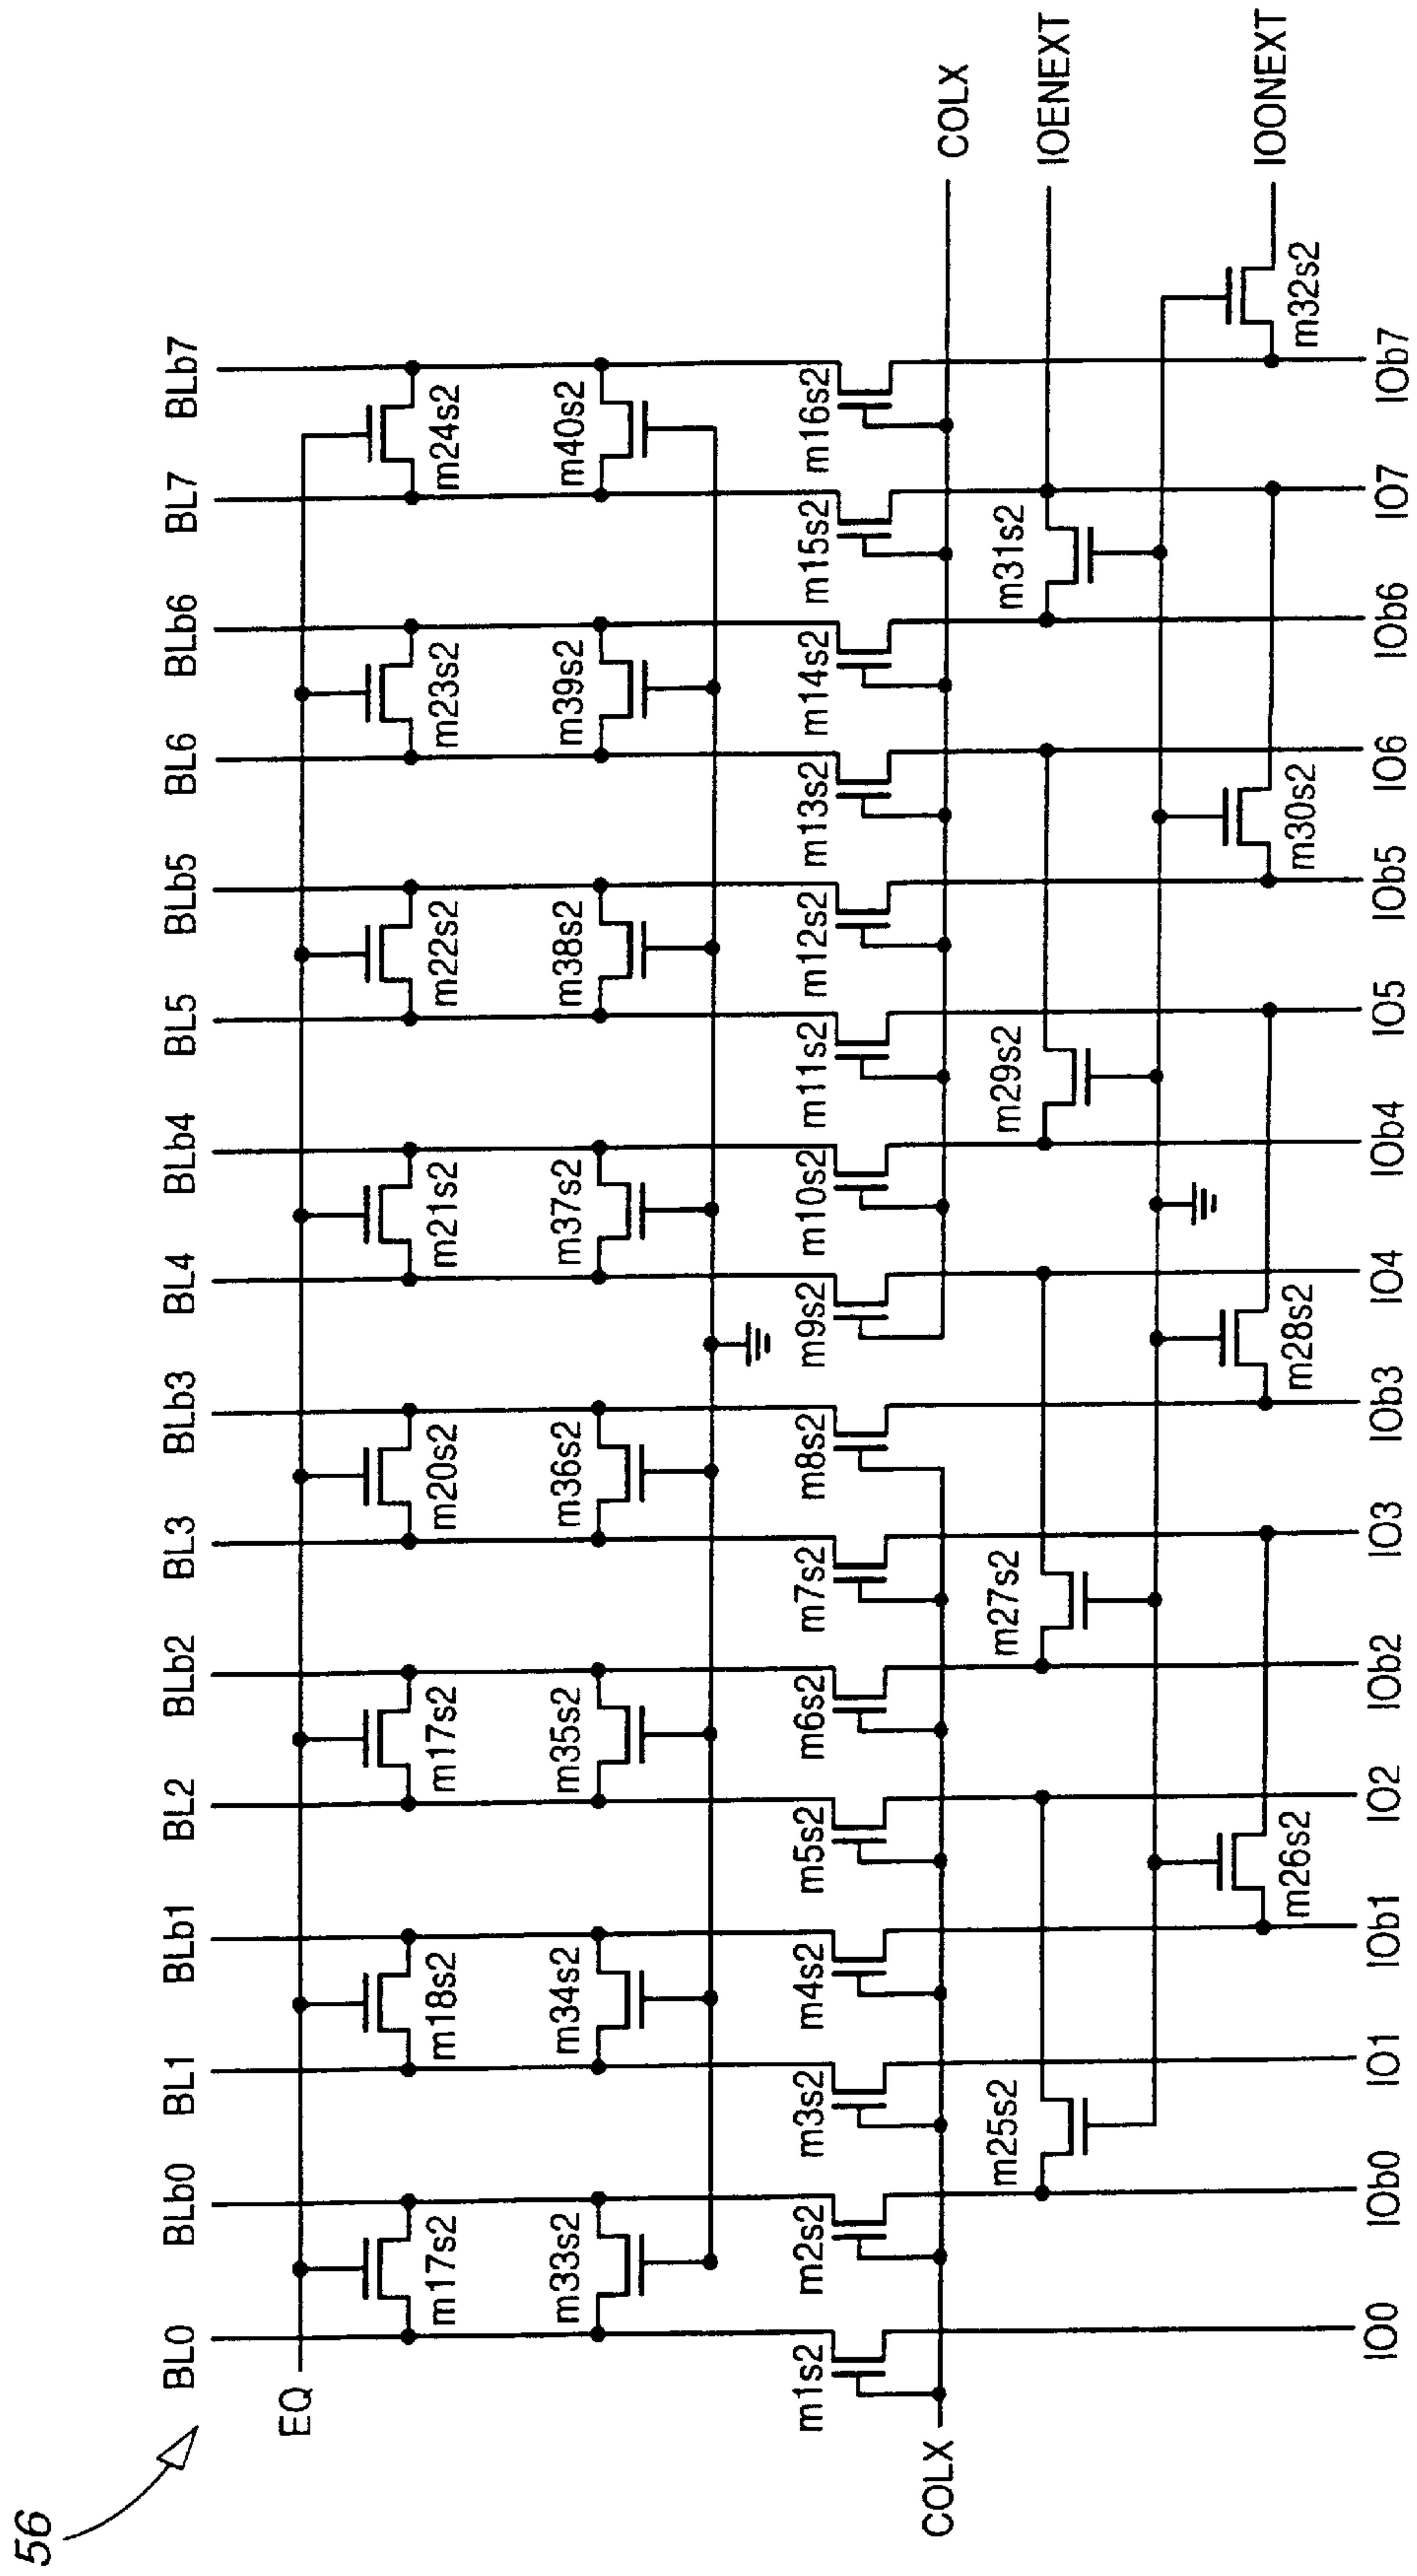 56
BL0 BLb0 BL1 BLb1 BL2 BLb2 BL3 BLb3 BL4 BLb4 BL5 BLb5 BL6 BLb6 BL7 BLb7
EQ
m17s2 m18s2 m17s2 m20s2 m21s2 m22s2 m23s2 m24s2
m33s2 m34s2 m35s2 m36s2 m37s2 m38s2 m39s2 m40s2
m1s2 m2s2 m3s2 m4s2 m5s2 m6s2 m7s2 m8s2 m9s2 m10s2 m11s2 m12s2 m13s2 m14s2 m15s2 m16s2
COLX COLX
m25s2 m27s2 m29s2 m31s2 IOENEXT
m26s2 m28s2 m30s2 m32s2 IOONEXT
IO0 IOb0 IO1 IOb1 IO2 IOb2 IO3 IOb3 IO4 IOb4 IO5 IOb5 IO6 IOb6 IO7 IOb7